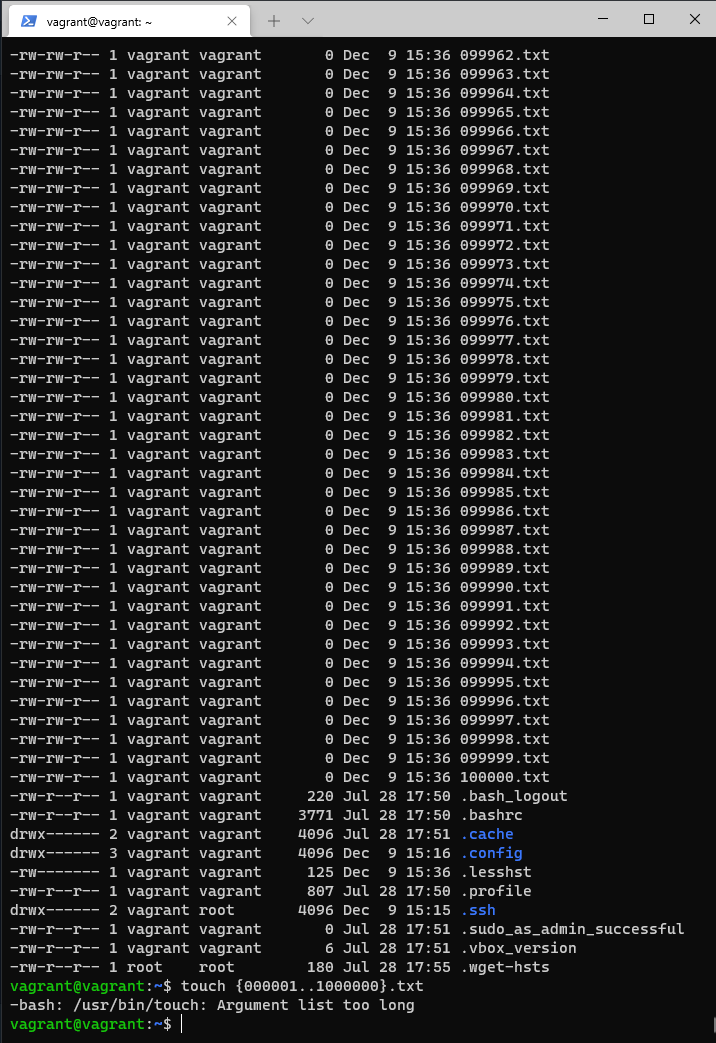 vagrant@vagrant: ~
-rw-rw-r-- 1 vagrant vagrant        0 Dec  9 15:36 099962.txt
-rw-rw-r-- 1 vagrant vagrant        0 Dec  9 15:36 099963.txt
-rw-rw-r-- 1 vagrant vagrant        0 Dec  9 15:36 099964.txt
-rw-rw-r-- 1 vagrant vagrant        0 Dec  9 15:36 099965.txt
-rw-rw-r-- 1 vagrant vagrant        0 Dec  9 15:36 099966.txt
-rw-rw-r-- 1 vagrant vagrant        0 Dec  9 15:36 099967.txt
-rw-rw-r-- 1 vagrant vagrant        0 Dec  9 15:36 099968.txt
-rw-rw-r-- 1 vagrant vagrant        0 Dec  9 15:36 099969.txt
-rw-rw-r-- 1 vagrant vagrant        0 Dec  9 15:36 099970.txt
-rw-rw-r-- 1 vagrant vagrant        0 Dec  9 15:36 099971.txt
-rw-rw-r-- 1 vagrant vagrant        0 Dec  9 15:36 099972.txt
-rw-rw-r-- 1 vagrant vagrant        0 Dec  9 15:36 099973.txt
-rw-rw-r-- 1 vagrant vagrant        0 Dec  9 15:36 099974.txt
-rw-rw-r-- 1 vagrant vagrant        0 Dec  9 15:36 099975.txt
-rw-rw-r-- 1 vagrant vagrant        0 Dec  9 15:36 099976.txt
-rw-rw-r-- 1 vagrant vagrant        0 Dec  9 15:36 099977.txt
-rw-rw-r-- 1 vagrant vagrant        0 Dec  9 15:36 099978.txt
-rw-rw-r-- 1 vagrant vagrant        0 Dec  9 15:36 099979.txt
-rw-rw-r-- 1 vagrant vagrant        0 Dec  9 15:36 099980.txt
-rw-rw-r-- 1 vagrant vagrant        0 Dec  9 15:36 099981.txt
-rw-rw-r-- 1 vagrant vagrant        0 Dec  9 15:36 099982.txt
-rw-rw-r-- 1 vagrant vagrant        0 Dec  9 15:36 099983.txt
-rw-rw-r-- 1 vagrant vagrant        0 Dec  9 15:36 099984.txt
-rw-rw-r-- 1 vagrant vagrant        0 Dec  9 15:36 099985.txt
-rw-rw-r-- 1 vagrant vagrant        0 Dec  9 15:36 099986.txt
-rw-rw-r-- 1 vagrant vagrant        0 Dec  9 15:36 099987.txt
-rw-rw-r-- 1 vagrant vagrant        0 Dec  9 15:36 099988.txt
-rw-rw-r-- 1 vagrant vagrant        0 Dec  9 15:36 099989.txt
-rw-rw-r-- 1 vagrant vagrant        0 Dec  9 15:36 099990.txt
-rw-rw-r-- 1 vagrant vagrant        0 Dec  9 15:36 099991.txt
-rw-rw-r-- 1 vagrant vagrant        0 Dec  9 15:36 099992.txt
-rw-rw-r-- 1 vagrant vagrant        0 Dec  9 15:36 099993.txt
-rw-rw-r-- 1 vagrant vagrant        0 Dec  9 15:36 099994.txt
-rw-rw-r-- 1 vagrant vagrant        0 Dec  9 15:36 099995.txt
-rw-rw-r-- 1 vagrant vagrant        0 Dec  9 15:36 099996.txt
-rw-rw-r-- 1 vagrant vagrant        0 Dec  9 15:36 099997.txt
-rw-rw-r-- 1 vagrant vagrant        0 Dec  9 15:36 099998.txt
-rw-rw-r-- 1 vagrant vagrant        0 Dec  9 15:36 099999.txt
-rw-rw-r-- 1 vagrant vagrant        0 Dec  9 15:36 100000.txt
-rw-r--r-- 1 vagrant vagrant      220 Jul 28 17:50 .bash_logout
-rw-r--r-- 1 vagrant vagrant     3771 Jul 28 17:50 .bashrc
drwx------ 2 vagrant vagrant     4096 Jul 28 17:51 .cache
drwx------ 3 vagrant vagrant     4096 Dec  9 15:16 .config
-rw------- 1 vagrant vagrant      125 Dec  9 15:36 .lesshst
-rw-r--r-- 1 vagrant vagrant      807 Jul 28 17:50 .profile
drwx------ 2 vagrant root        4096 Dec  9 15:15 .ssh
-rw-r--r-- 1 vagrant vagrant        0 Jul 28 17:51 .sudo_as_admin_successful
-rw-r--r-- 1 vagrant vagrant        6 Jul 28 17:51 .vbox_version
-rw-r--r-- 1 root    root         180 Jul 28 17:55 .wget-hsts
vagrant@vagrant:~$ touch {000001..1000000}.txt
-bash: /usr/bin/touch: Argument list too long
vagrant@vagrant:~$